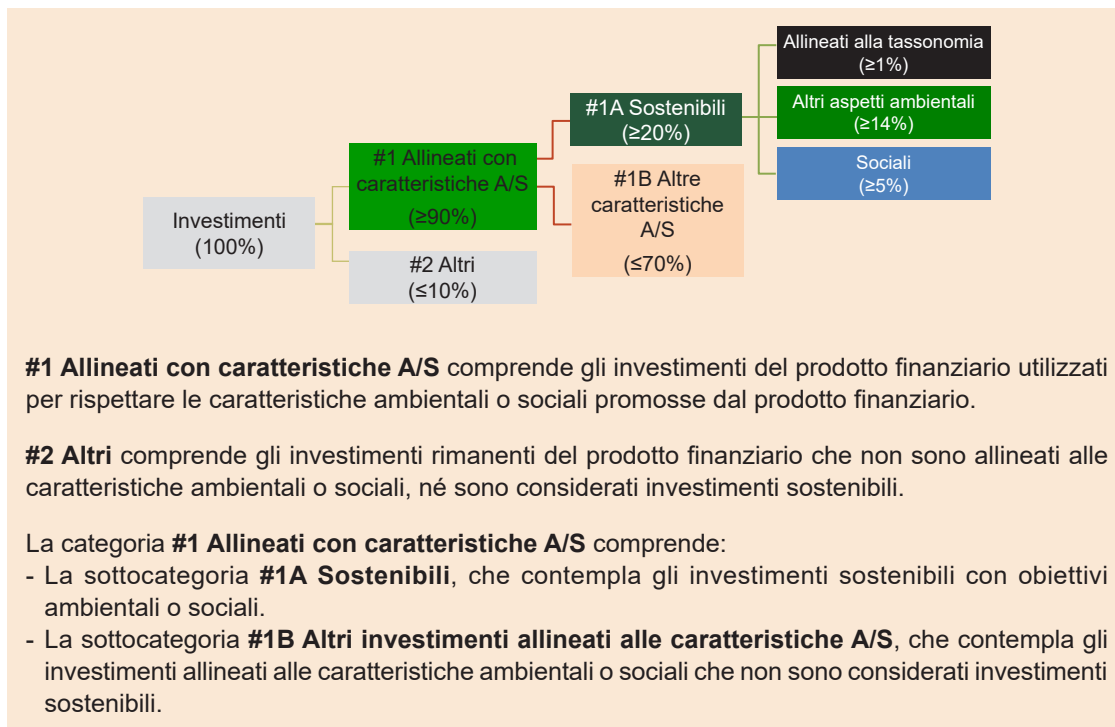 Allineati alla tassonomia
(≥1%)
#1A Sostenibili
(≥20%)
Altri aspetti ambientali
(≥14%)
#1 Allineati con
caratteristiche A/S
(≥90%)
Sociali
(≥5%)
#1B Altre
caratteristiche
A/S
(≤70%)
Investimenti
(100%)
#2 Altri
(≤10%)
#1 Allineati con caratteristiche A/S comprende gli investimenti del prodotto finanziario utilizzati
per rispettare le caratteristiche ambientali o sociali promosse dal prodotto finanziario.
#2 Altri comprende gli investimenti rimanenti del prodotto finanziario che non sono allineati alle
caratteristiche ambientali o sociali, né sono considerati investimenti sostenibili.
La categoria #1 Allineati con caratteristiche A/S comprende:
- La sottocategoria #1A Sostenibili, che contempla gli investimenti sostenibili con obiettivi
ambientali o sociali.
- La sottocategoria #1B Altri investimenti allineati alle caratteristiche A/S, che contempla gli
investimenti allineati alle caratteristiche ambientali o sociali che non sono considerati investimenti
sostenibili.